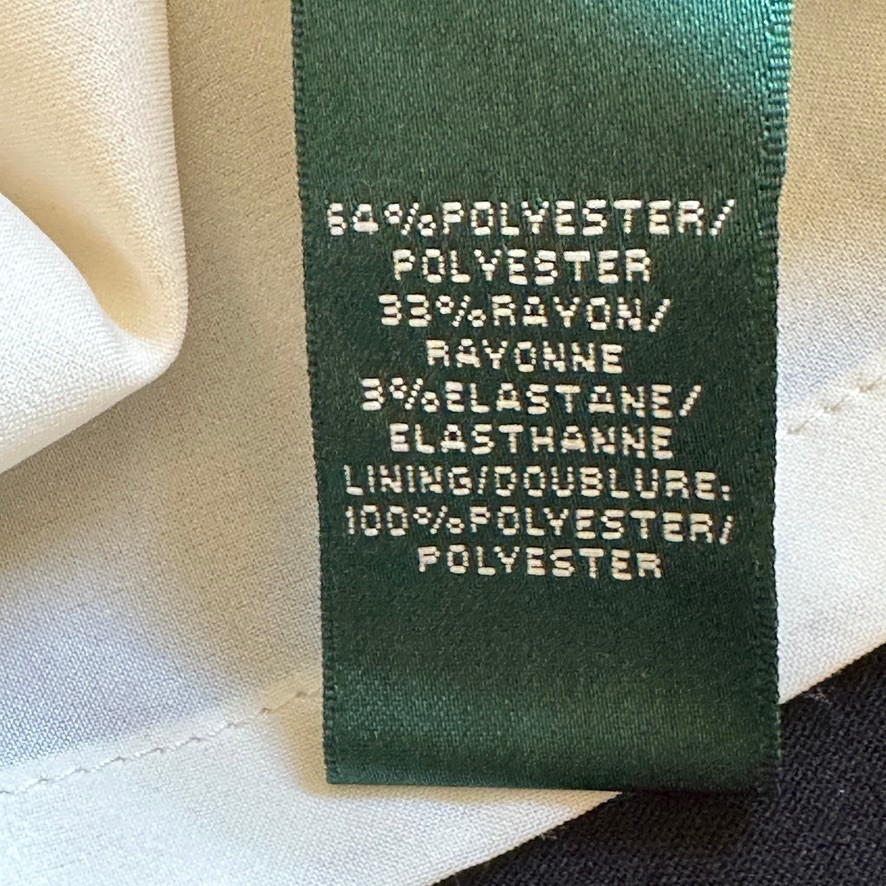 64%POLYESTER/
POLYESTER
33%RAYON/
RAYONNE
3%ELASTANE/
ELASTHANNE
LINING/DOUBLURE:
100%POLYESTER/
POLYESTER